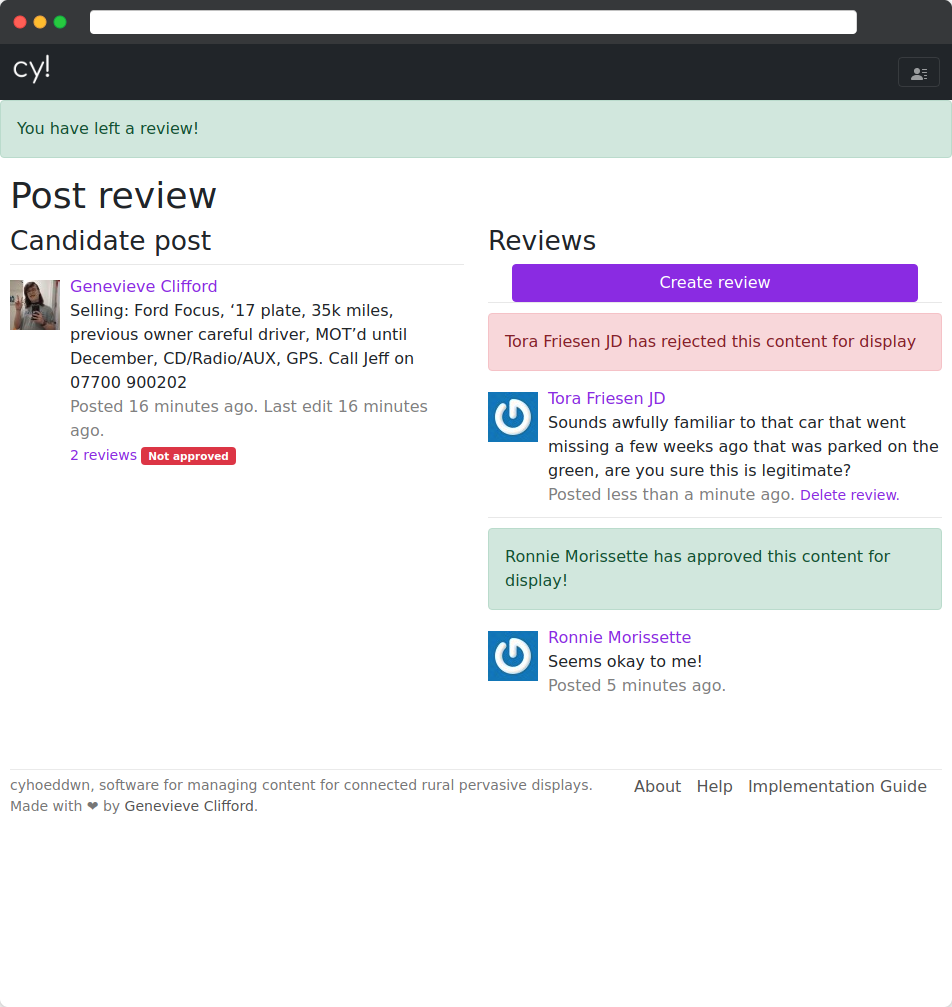 cy!
You have left a review!
Post review
Candidate post
Genevieve Clifford
Selling: Ford Focus, ‘17 plate, 35k miles,
previous owner careful driver, MOT’d until
December, CD/Radio/AUX, GPS. Call Jeff on
07700 900202
Posted 16 minutes ago. Last edit 16 minutes
ago.
2 reviews Not approved
Reviews
Create review
Tora Friesen JD has rejected this content for display
Tora Friesen JD
Sounds awfully familiar to that car that went
missing a few weeks ago that was parked on the
green, are you sure this is legitimate?
Posted less than a minute ago. Delete review.
Ronnie Morissette has approved this content for
display!
Ronnie Morissette
Seems okay to me!
Posted 5 minutes ago.
cyhoeddwn, software for managing content for connected rural pervasive displays.
Made with ❤ by Genevieve Clifford.
About Help Implementation Guide